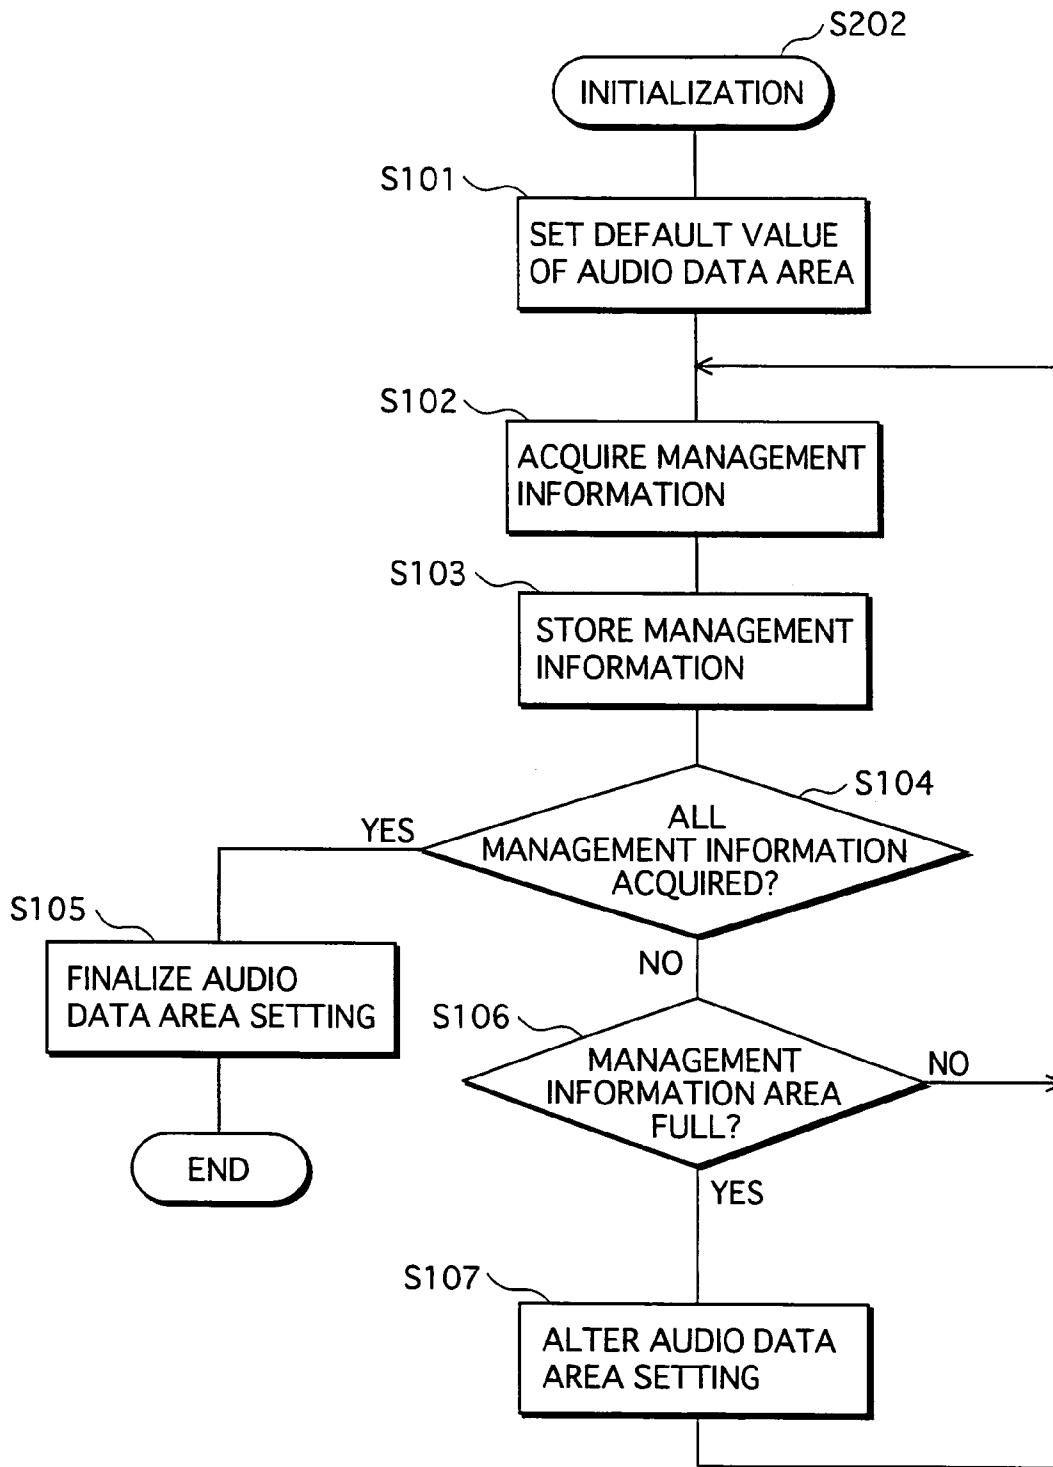 S202
INITIALIZATION
S101
SET DEFAULT VALUE
OF AUDIO DATA AREA
S102
ACQUIRE MANAGEMENT
INFORMATION
S103
STORE MANAGEMENT
INFORMATION
S104
ALL
MANAGEMENT INFORMATION
ACQUIRED?
YES
S105
FINALIZE AUDIO
DATA AREA SETTING
END
NO
S106
MANAGEMENT
INFORMATION AREA
FULL?
NO
YES
S107
ALTER AUDIO DATA
AREA SETTING